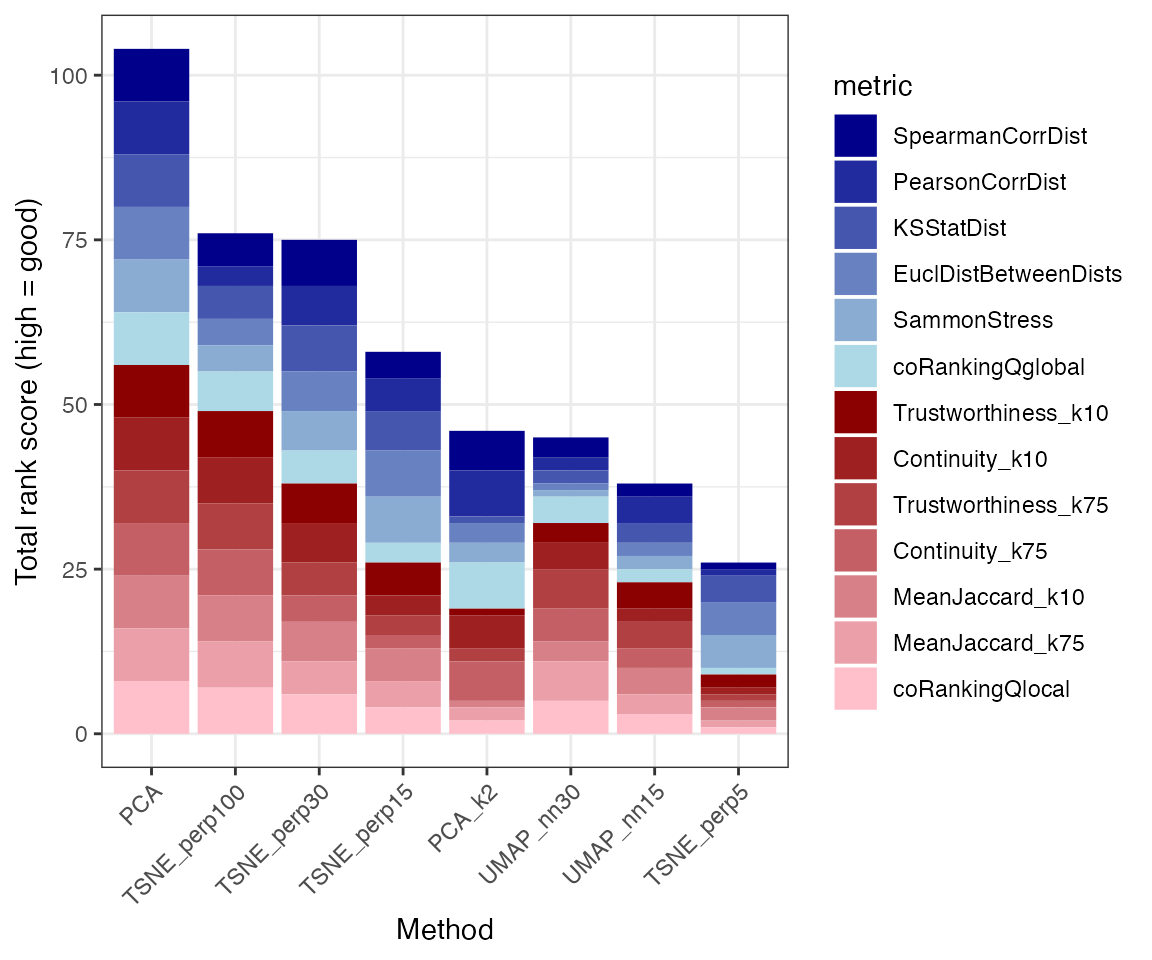 Total rank score (high = good)
100
75
50
25
0
PCA
TSNE_perp100
TSNE_perp30
TSNE_perp15
PCA_k2
UMAP_nn30
UMAP_nn15
TSNE_perp5
Method
metric
SpearmanCorrDist
PearsonCorrDist
KSStatDist
EuclDistBetweenDists
SammonStress
coRankingQglobal
Trustworthiness_k10
Continuity_k10
Trustworthiness_k75
Continuity_k75
MeanJaccard_k10
MeanJaccard_k75
coRankingQlocal